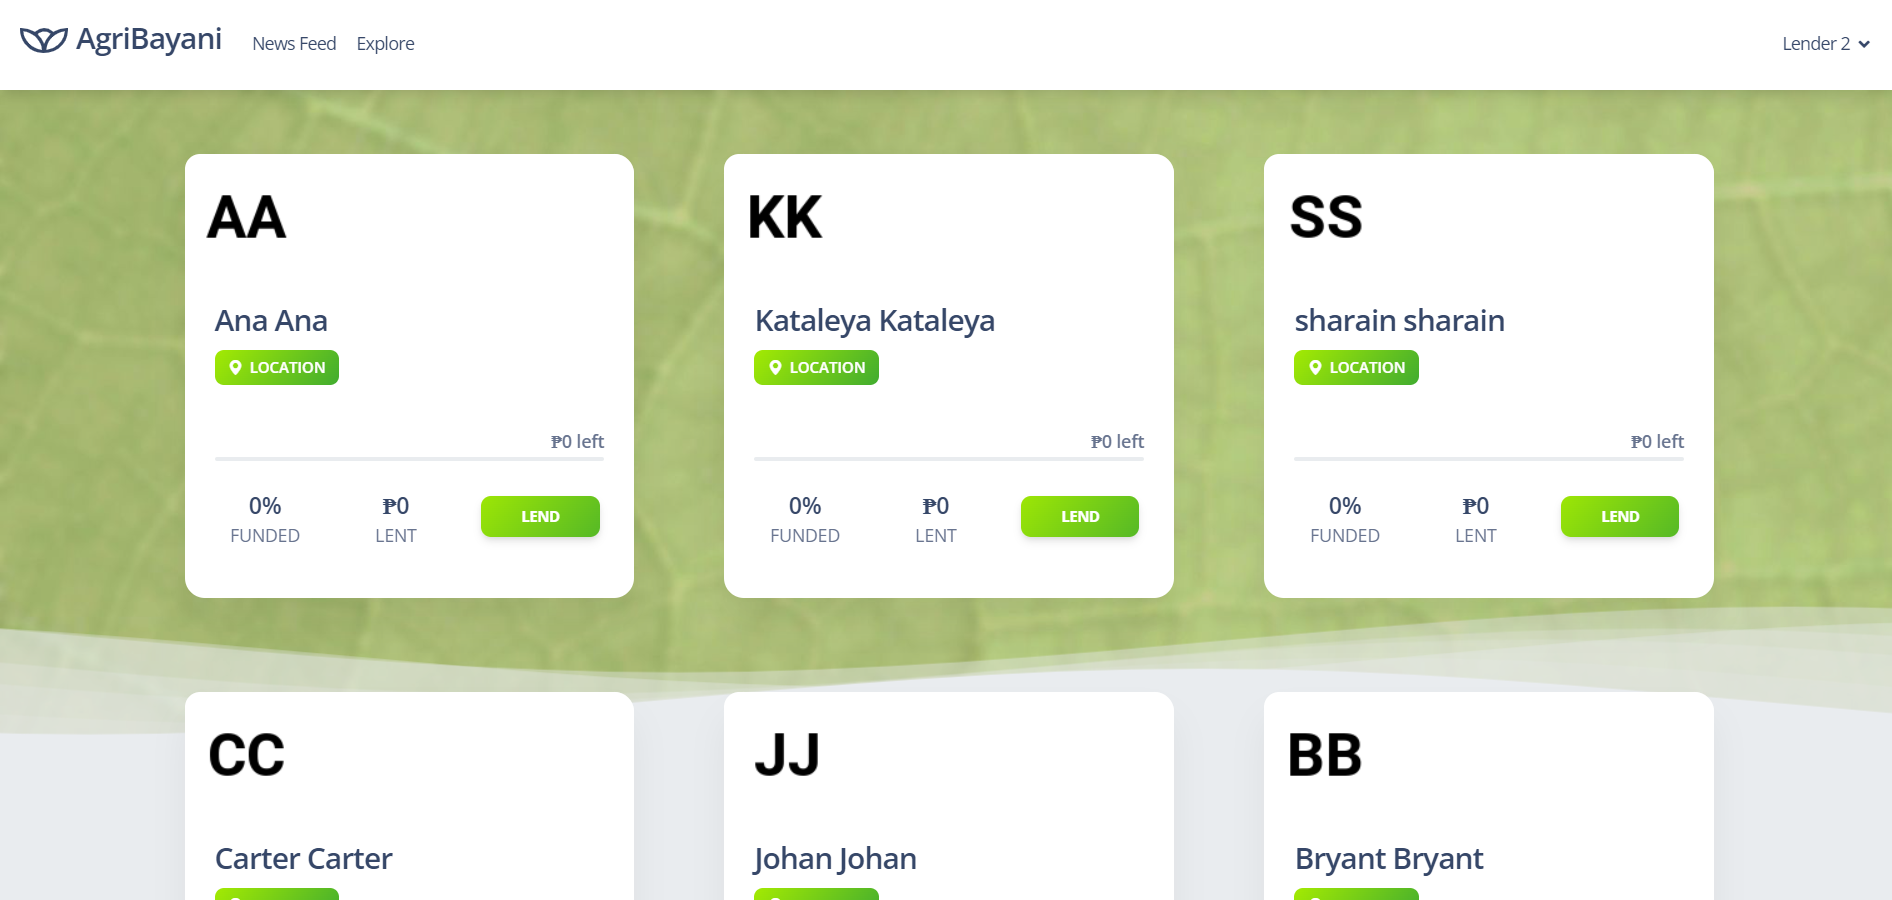 AgriBayani News Feed Explore Lender 2
AA
KK
SS
Ana Ana
Kataleya Kataleya
sharain sharain
LOCATION
LOCATION
LOCATION
₱0 left
₱0 left
₱0 left
0% ₱0 LEND
FUNDED LENT
0% ₱0 LEND
FUNDED LENT
0% ₱0 LEND
FUNDED LENT
CC
JJ
BB
Carter Carter
Johan Johan
Bryant Bryant